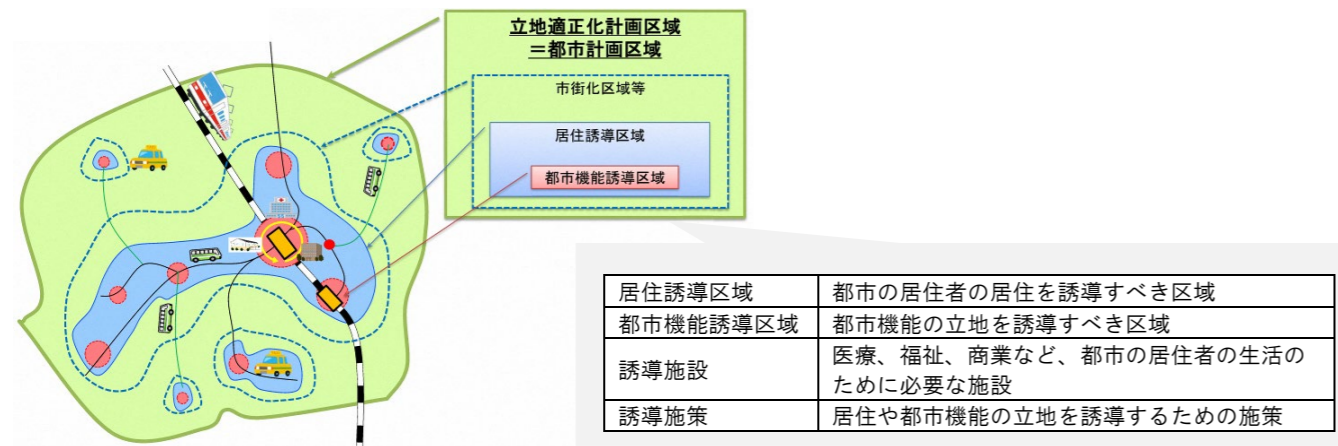 立地適正化計画区域
＝都市計画区域
市街化区域等
居住誘導区域
都市機能誘導区域
居住誘導区域
都市の居住者の居住を誘導すべき区域
都市機能誘導区域
都市機能の立地を誘導すべき区域
誘導施設
医療、福祉、商業など、都市の居住者の生活の
ために必要な施設
誘導施策
居住や都市機能の立地を誘導するための施策